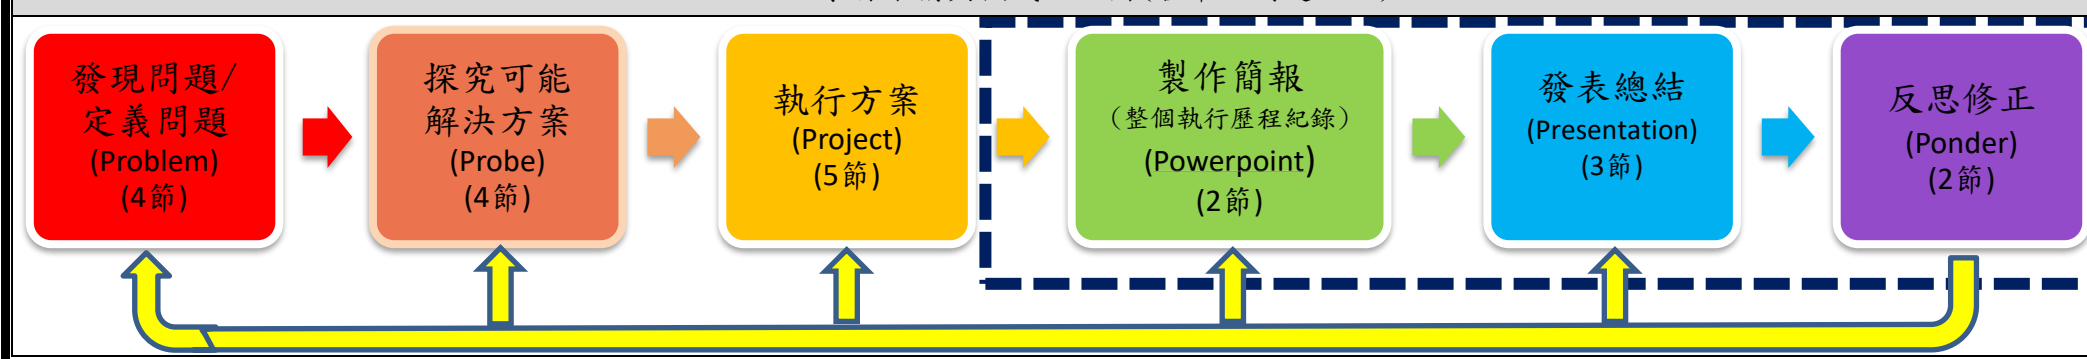 發現問題/
定義問題
(Problem)
(4節)
探究可能
解決方案
(Probe)
(4節)
執行方案
(Project)
(5節)
製作簡報
(整個執行歷程紀錄)
(Powerpoint)
(2節)
發表總結
(Presentation)
(3節)
反思修正
(Ponder)
(2節)